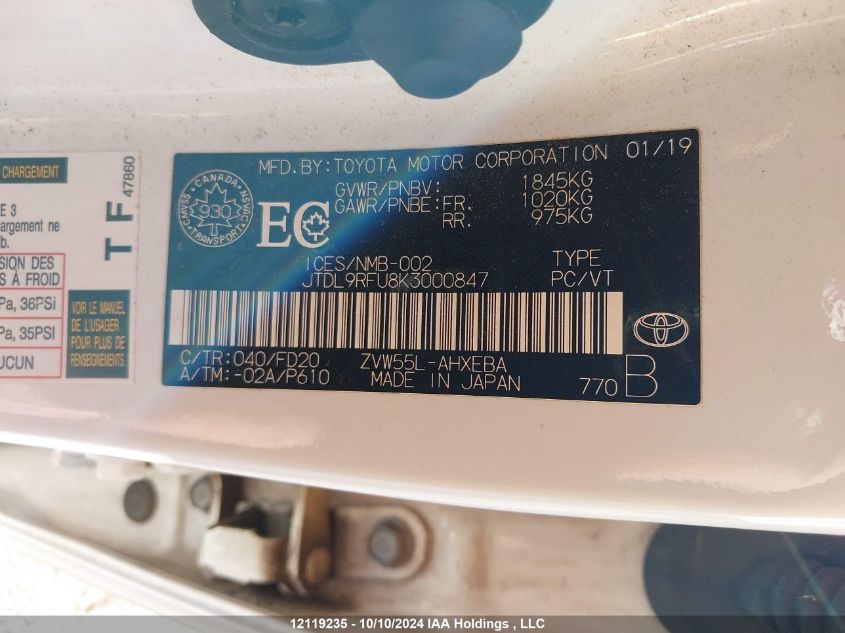 CHARGEMENT
E 3
argement ne
b.
SION DES
S À FROID
Pa, 36PSI
Pa, 35PSI
UCUN
VOIR LE MANUEL
DE L'USAGER
POUR PLUS DE
RENSEIGNEMENTS
T F 47860
MFD.BY:TOYOTA MOTOR CORPORATION 01/19
GVWR/PNBV: 1845KG
GAWR/PNBE:FR. 1020KG
RR. 975KG
CANADA
CMVSS NSVAC
930
TRANSPORT
EC
ICES/NMB-002 TYPE
JTDL9RFU8K3000847 PC/VT
C/TR:040/FD20 ZVW55L-AHXEBA
A/TM:-02A/P610 MADE IN JAPAN
770 B
12119235 - 10/10/2024 IAA Holdings , LLC